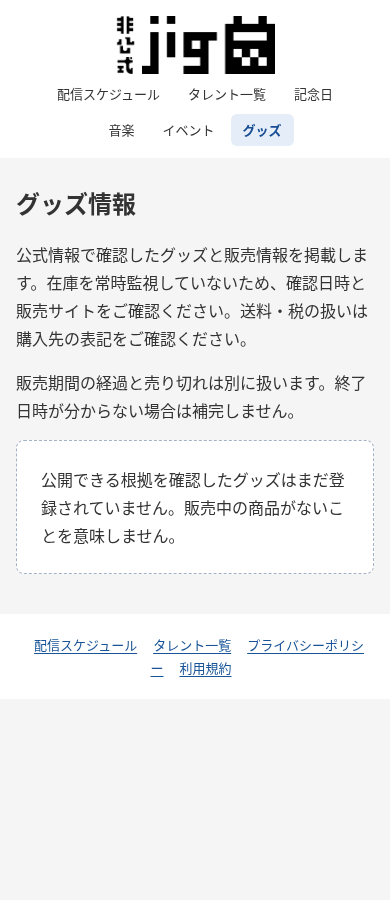 非公式 jig
配信スケジュール タレント一覧 記念日
音楽 イベント グッズ
グッズ情報
公式情報で確認したグッズと販売情報を掲載しま
す。在庫を常時監視していないため、確認日時と
販売サイトをご確認ください。送料・税の扱いは
購入先の表記をご確認ください。
販売期間の経過と売り切れは別に扱います。終了
日時が分からない場合は補完しません。
公開できる根拠を確認したグッズはまだ登
録されていません。販売中の商品がないこ
とを意味しません。
配信スケジュール タレント一覧 プライバシーポリシ
ー 利用規約